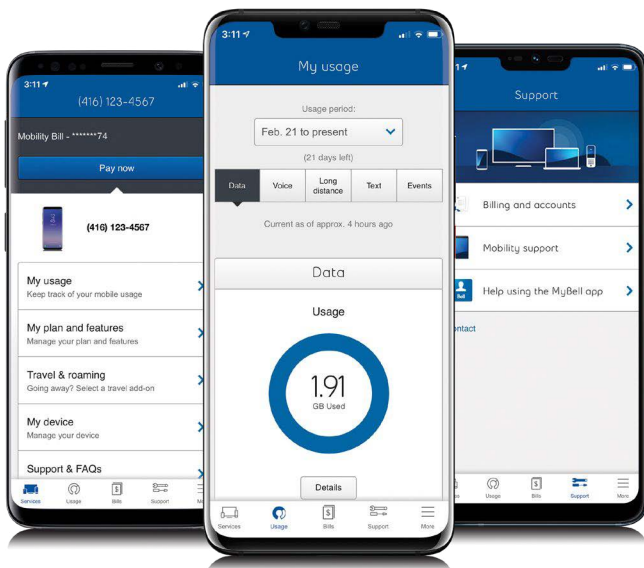 3:11
(416) 123-4567
Mobility Bill - *******74
Pay now
(416) 123-4567
My usage
Keep track of your mobile usage
My plan and features
Manage your plan and features
Travel & roaming
Going away? Select a travel add-on
My device
Manage your device
Support & FAQs
Services
Usage
Bills
Support
3:11
My usage
Usage period:
Feb. 21 to present
(21 days left)
Data
Voice
Long
distance
Text
Events
Current as of approx. 4 hours ago
Data
Usage
1.91
GB Used
Details
Services
Usage
$
Bills
Support
More
Support
Billing and accounts
Mobility support
Bell
Help using the MyBell app
Usage
$
Bills
Support
More